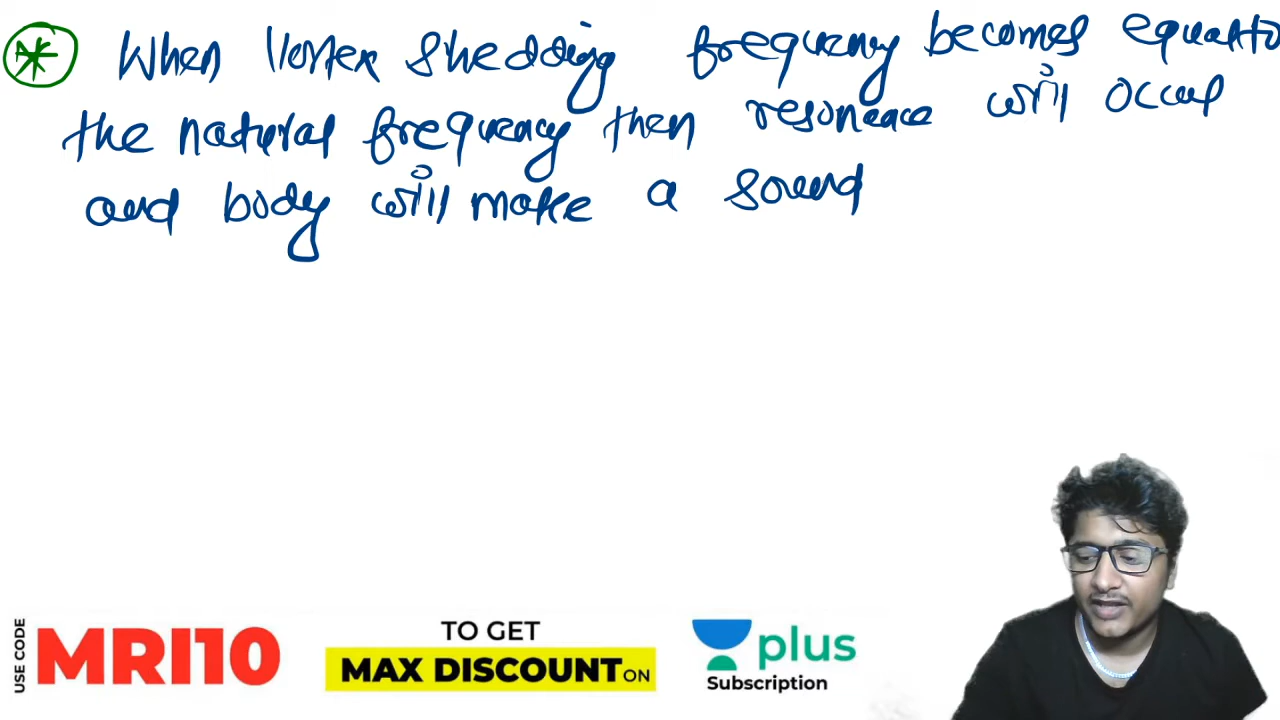 When Vortex Shedding frequency becomes equal to
the natural frequency then resonance will occur
and body will make a sound
USE CODE
MRI10
TO GET
MAX DISCOUNT ON
plus
Subscription